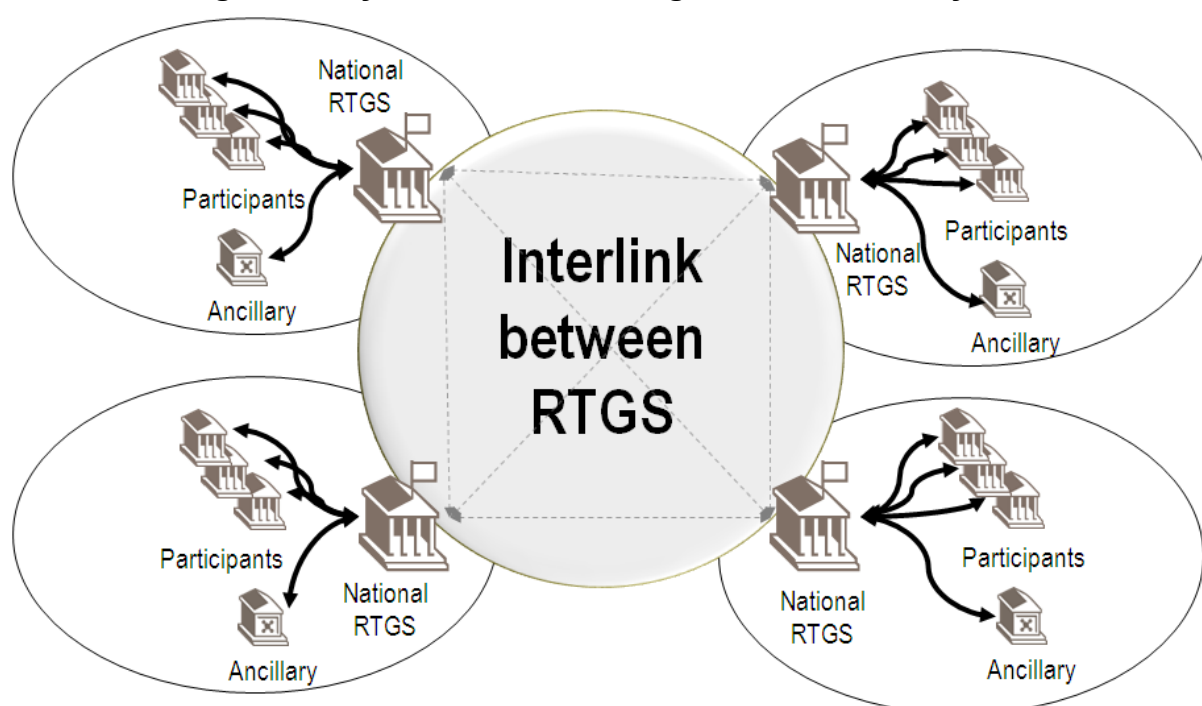 National
RTGS
Participants
Ancillary
Interlink
between
RTGS
National
RTGS
Participants
Ancillary
Participants
National
RTGS
Ancillary
National
RTGS
Participants
Ancillary